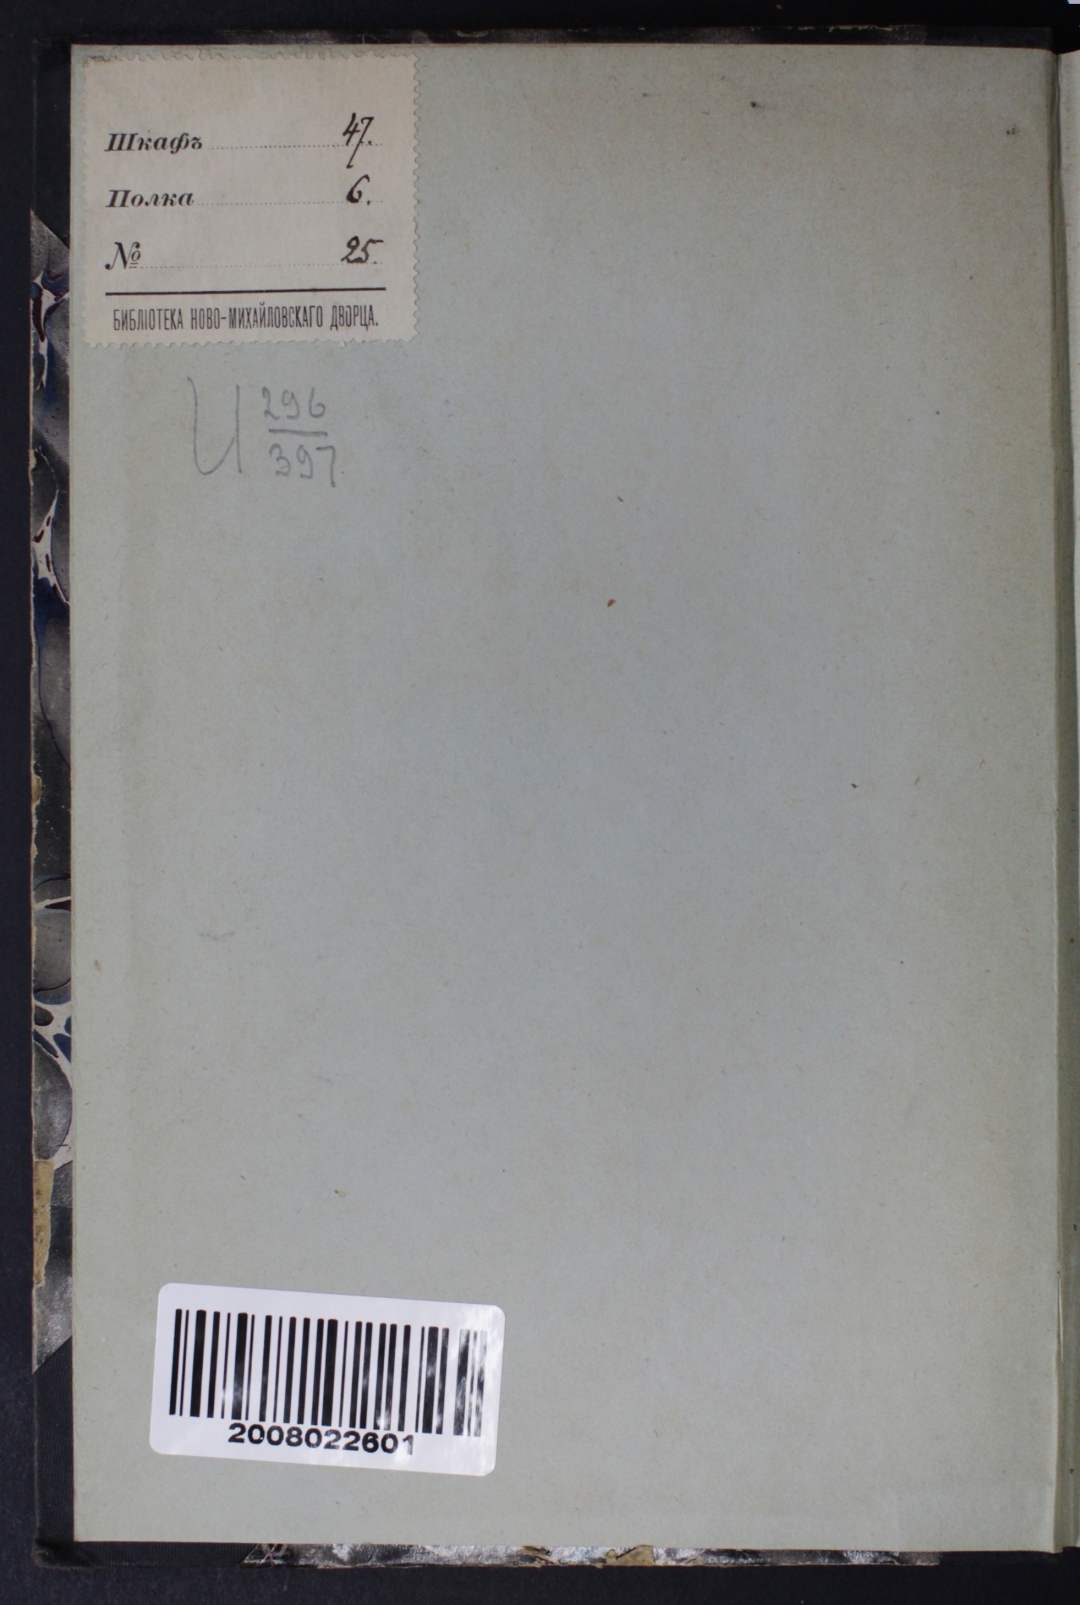 Шкафъ 47.
Полка 6.
№ 25.
БИБЛІОТЕКА НОВО-МИХАЙЛОВСКАГО ДВОРЦА.
И 296
397
2008022601